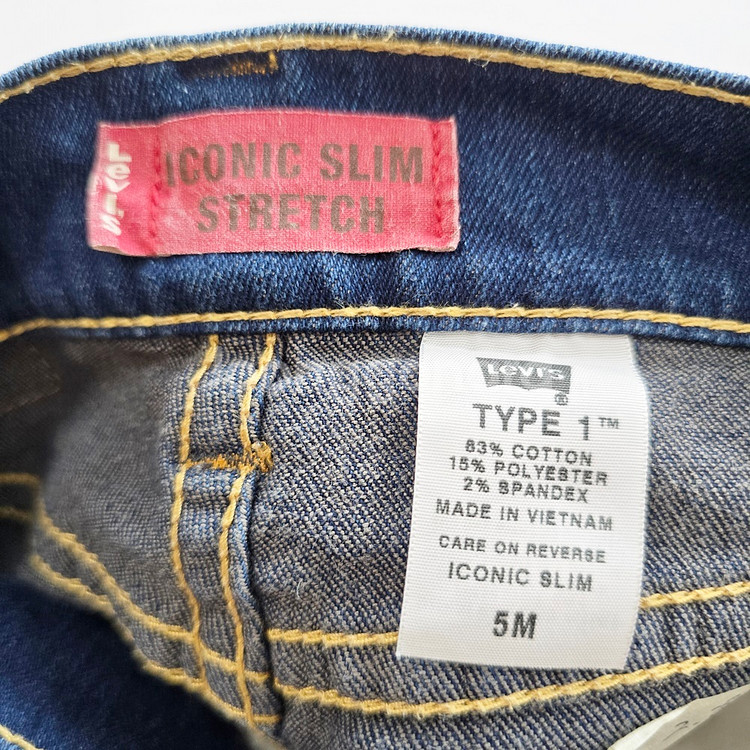 Levi's
ICONIC SLIM
STRETCH
Levi's
®
TYPE 1™
83% COTTON
15% POLYESTER
2% SPANDEX
MADE IN VIETNAM
CARE ON REVERSE
ICONIC SLIM
5M